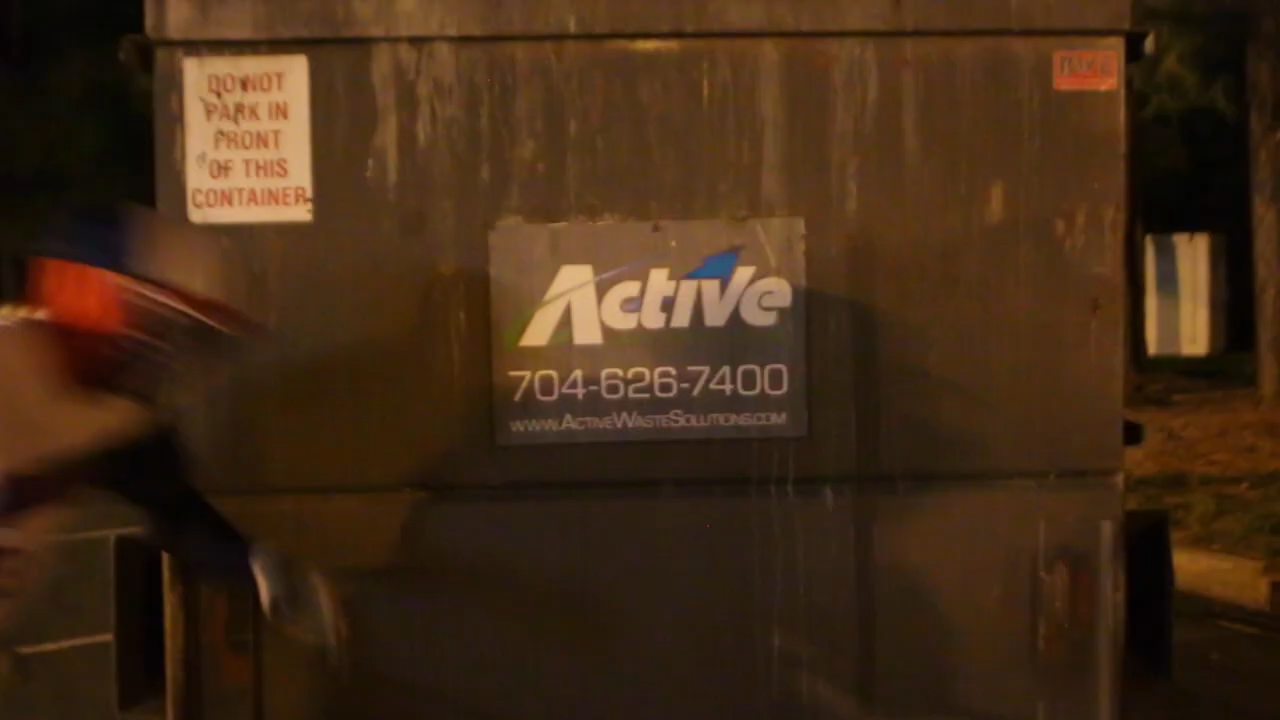 DO NOT
PARK IN
FRONT
OF THIS
CONTAINER
Active
704-626-7400
www.ActiveWasteSolutions.com